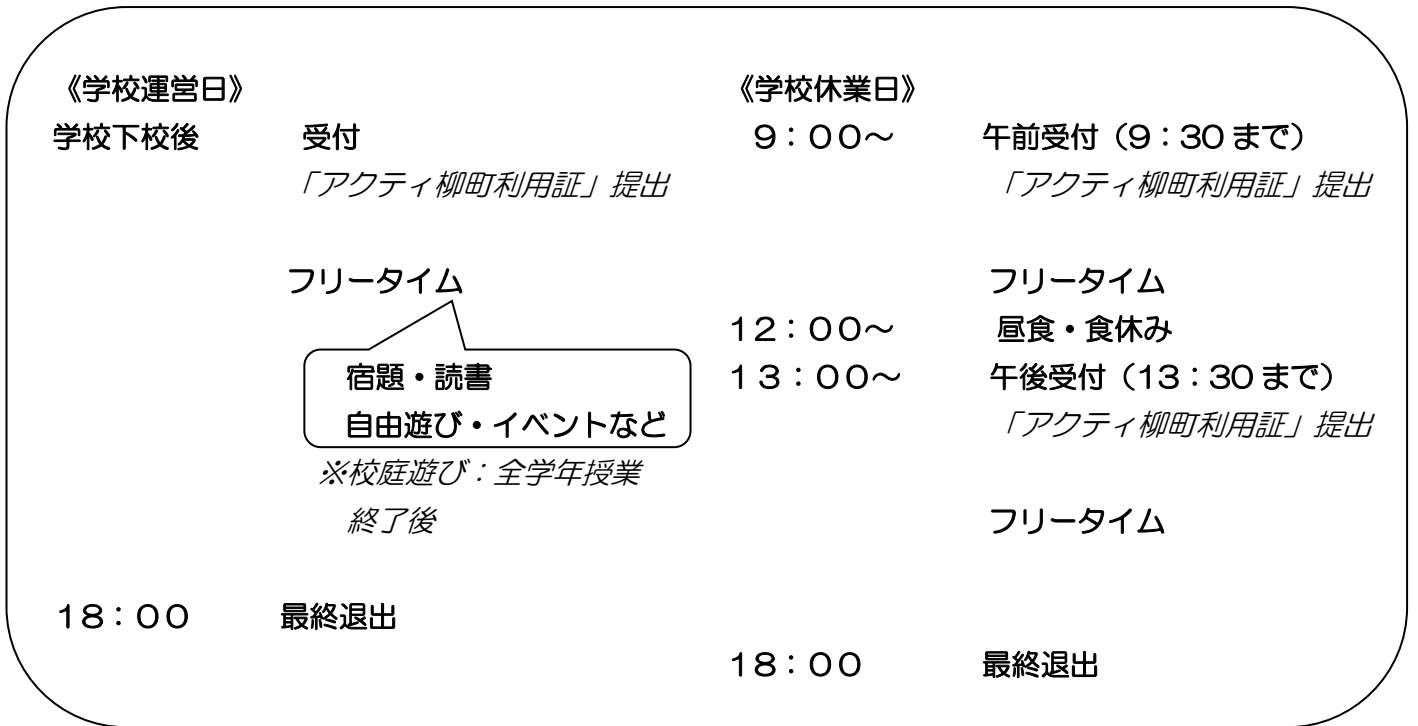 《学校運営日》
学校下校後 受付
「アクティ柳町利用証」提出
フリータイム
宿題・読書
自由遊び・イベントなど
※校庭遊び：全学年授業
終了後
18：00 最終退出
《学校休業日》
9：00～ 午前受付（9：30まで）
「アクティ柳町利用証」提出
フリータイム
12：00～ 昼食・食休み
13：00～ 午後受付（13：30まで）
「アクティ柳町利用証」提出
フリータイム
18：00 最終退出